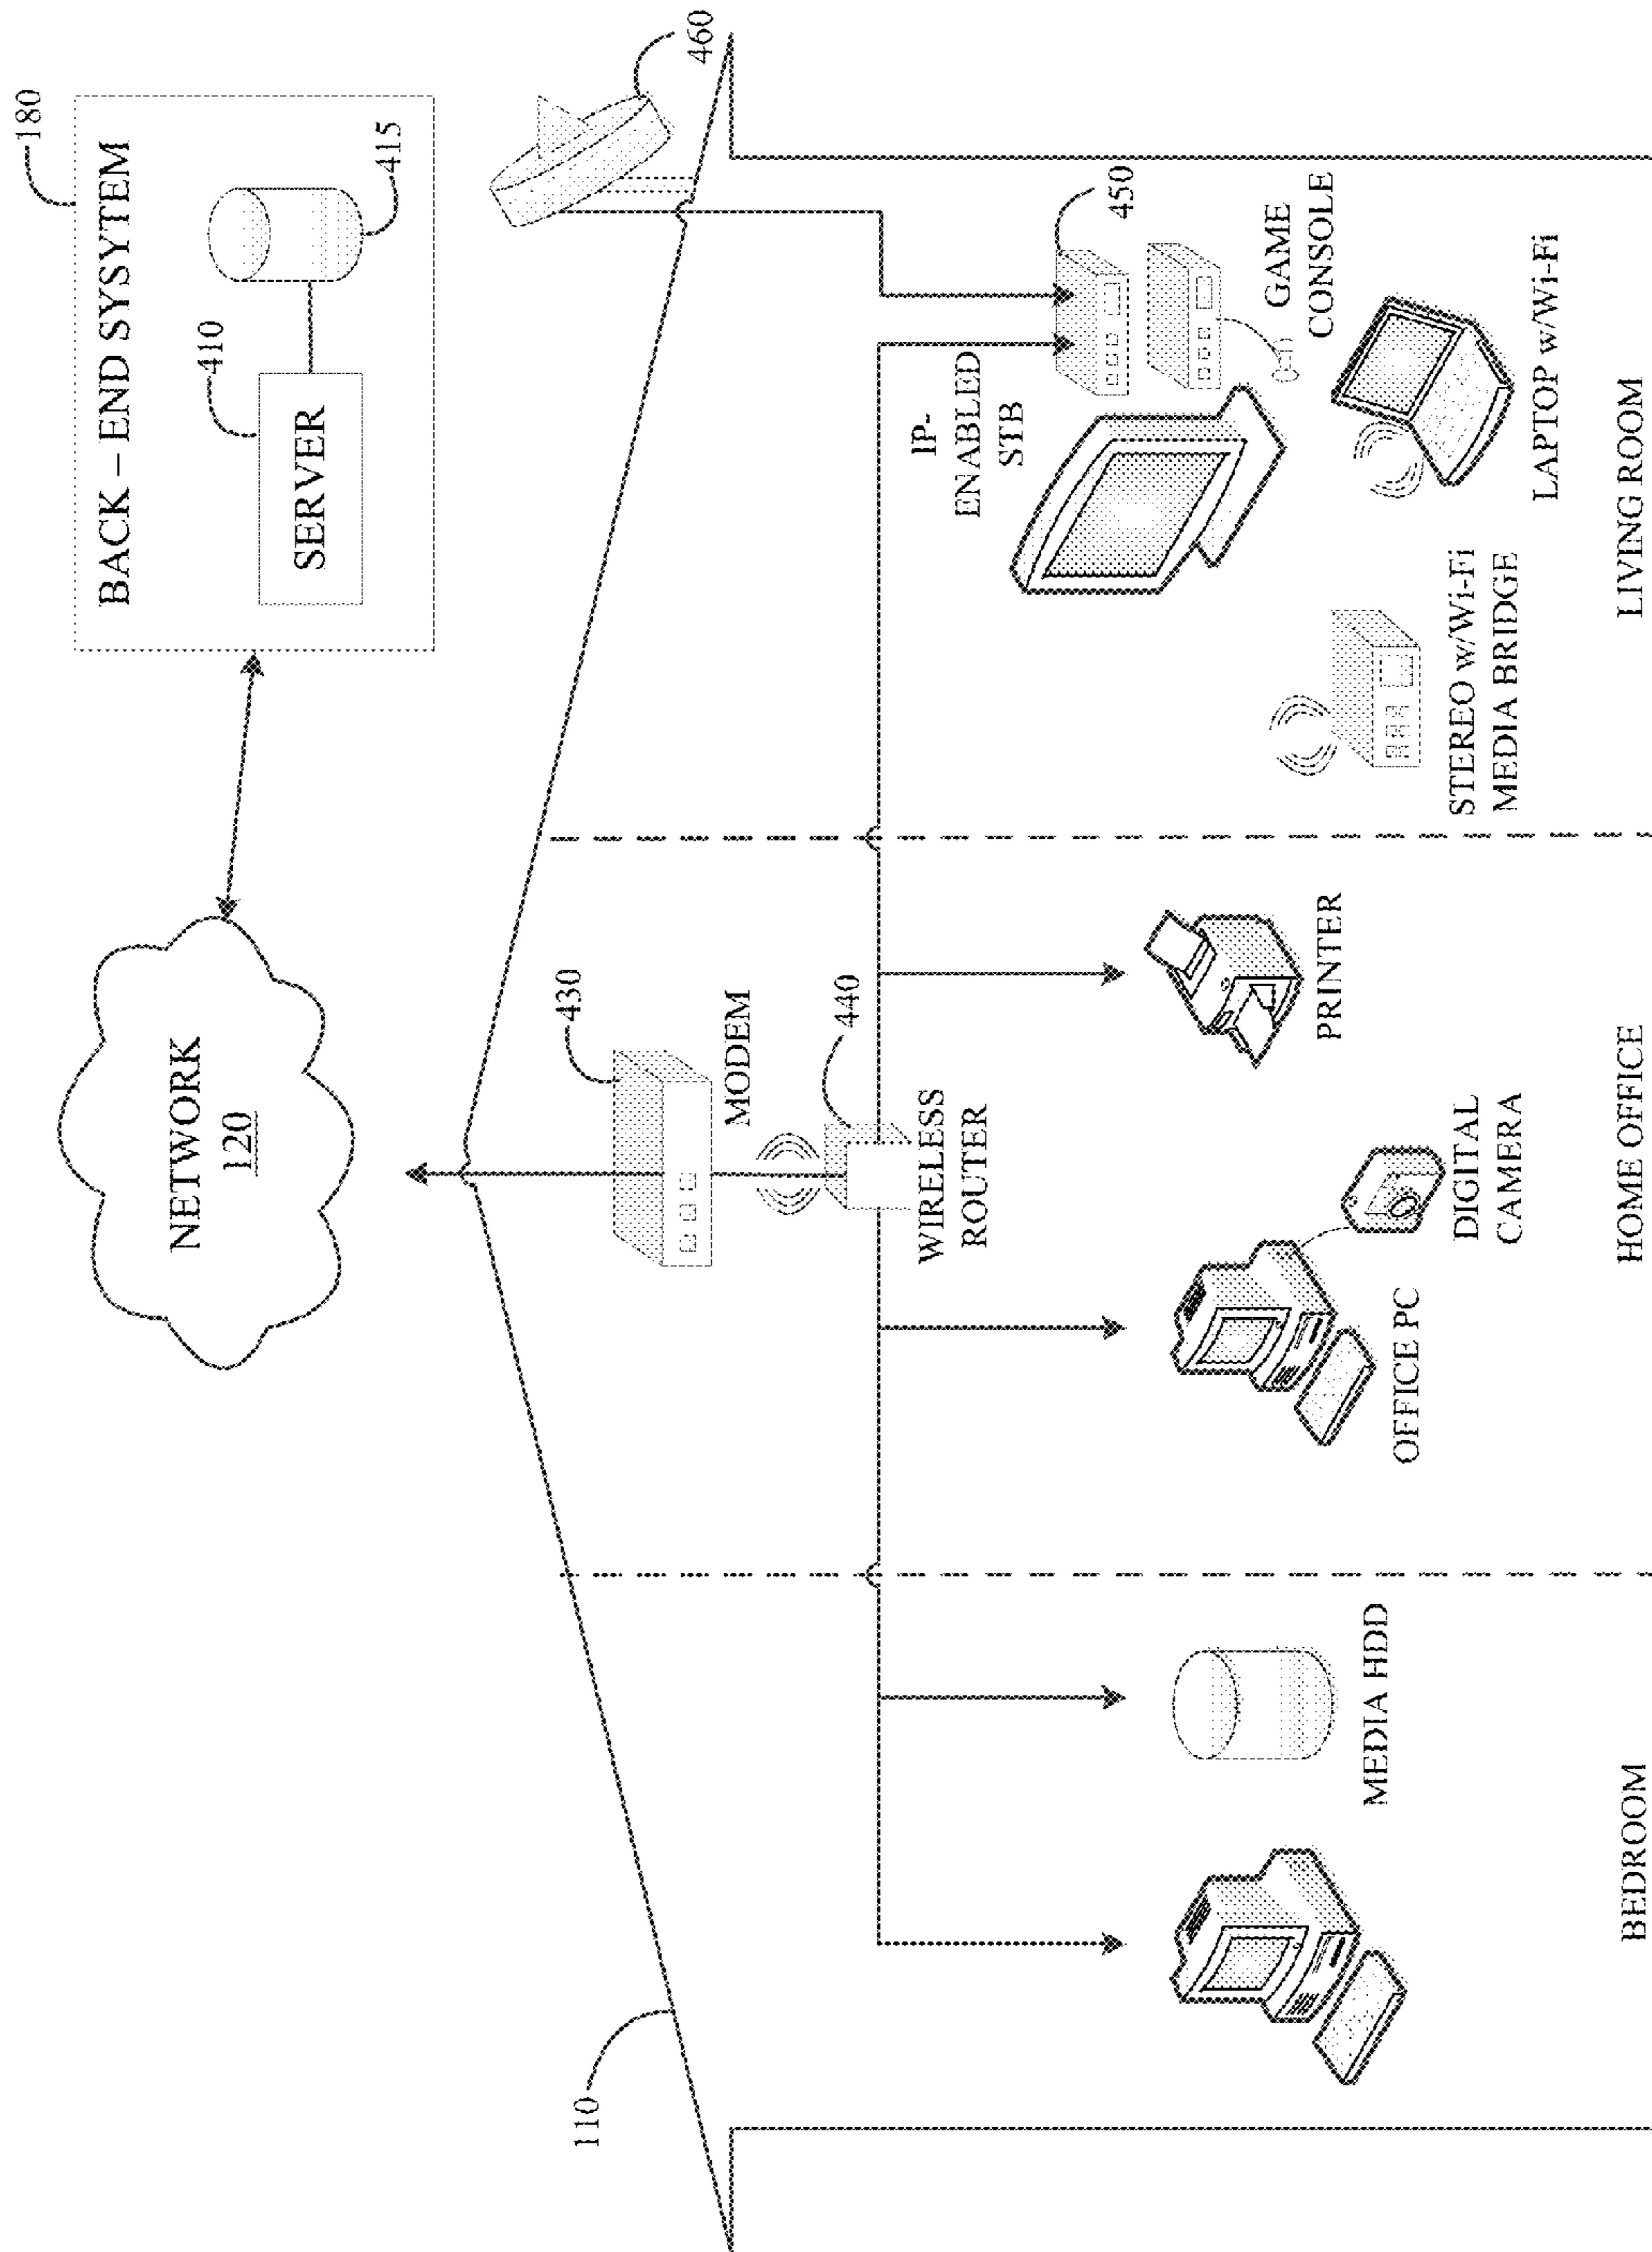 180
BACK – END SYSYTEM
410
SERVER
415
NETWORK
120
460
110
430
MODEM
440
WIRELESS
ROUTER
IP-
ENABLED
STB
450
GAME
CONSOLE
LAPTOP w/Wi-Fi
STEREO w/Wi-Fi
MEDIA BRIDGE
LIVING ROOM
PRINTER
DIGITAL
CAMERA
OFFICE PC
HOME OFFICE
MEDIA HDD
BEDROOM